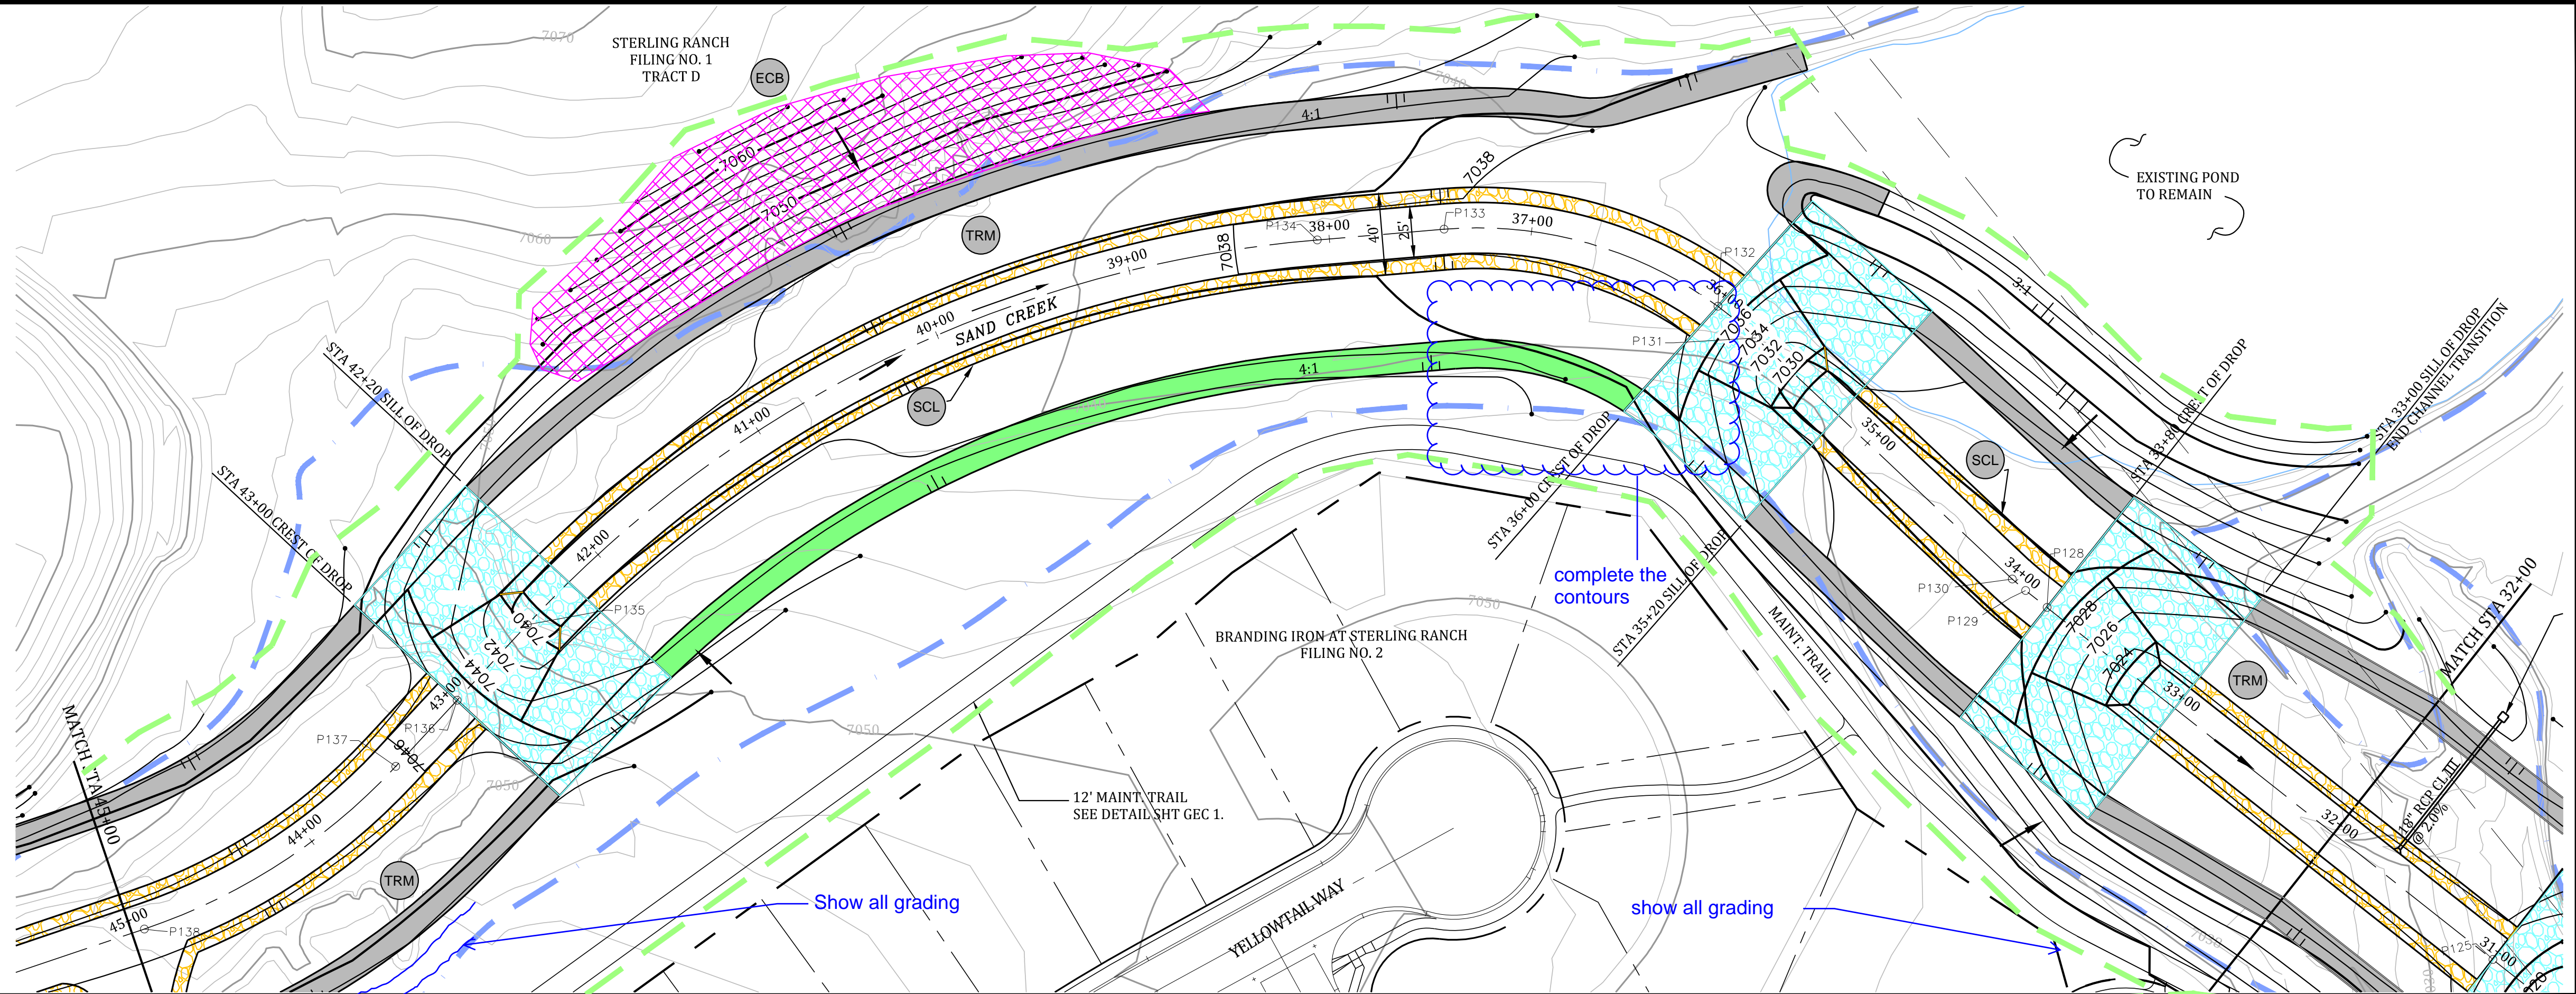 7070
STERLING RANCH
FILING NO. 1
TRACT D
ECB
7040
4:1
7060
7050
7060
TRM
7038
P133
P134
38+00
37+00
40'
25'
7038
39+00
40+00
SAND CREEK
41+00
42+00
SCL
4:1
P132
36+00
P131
7036
7034
7032
7030
35+00
3:1
EXISTING POND
TO REMAIN
STA 42+20 SILL OF DROP
STA 43+00 CREST OF DROP
STA 36+00 CREST OF DROP
STA 35+20 SILL OF DROP
STA 33+80 CREST OF DROP
STA 33+00 SILL OF DROP
END CHANNEL TRANSITION
SCL
complete the
contours
P128
34+00
P130
P129
7028
7026
7024
33+00
TRM
MATCH STA 32+00
MAINT. TRAIL
7050
BRANDING IRON AT STERLING RANCH
FILING NO. 2
P135
7040
7042
7044
43+00
P136
P137
7046
7050
7050
MATCH STA 45+00
44+00
TRM
45+00
P138
12' MAINT. TRAIL
SEE DETAIL SHT GEC 1.
Show all grading
YELLOWTAIL WAY
show all grading
18" RCP CL III
@ 2.0%
32+00
P125
31+00
7030